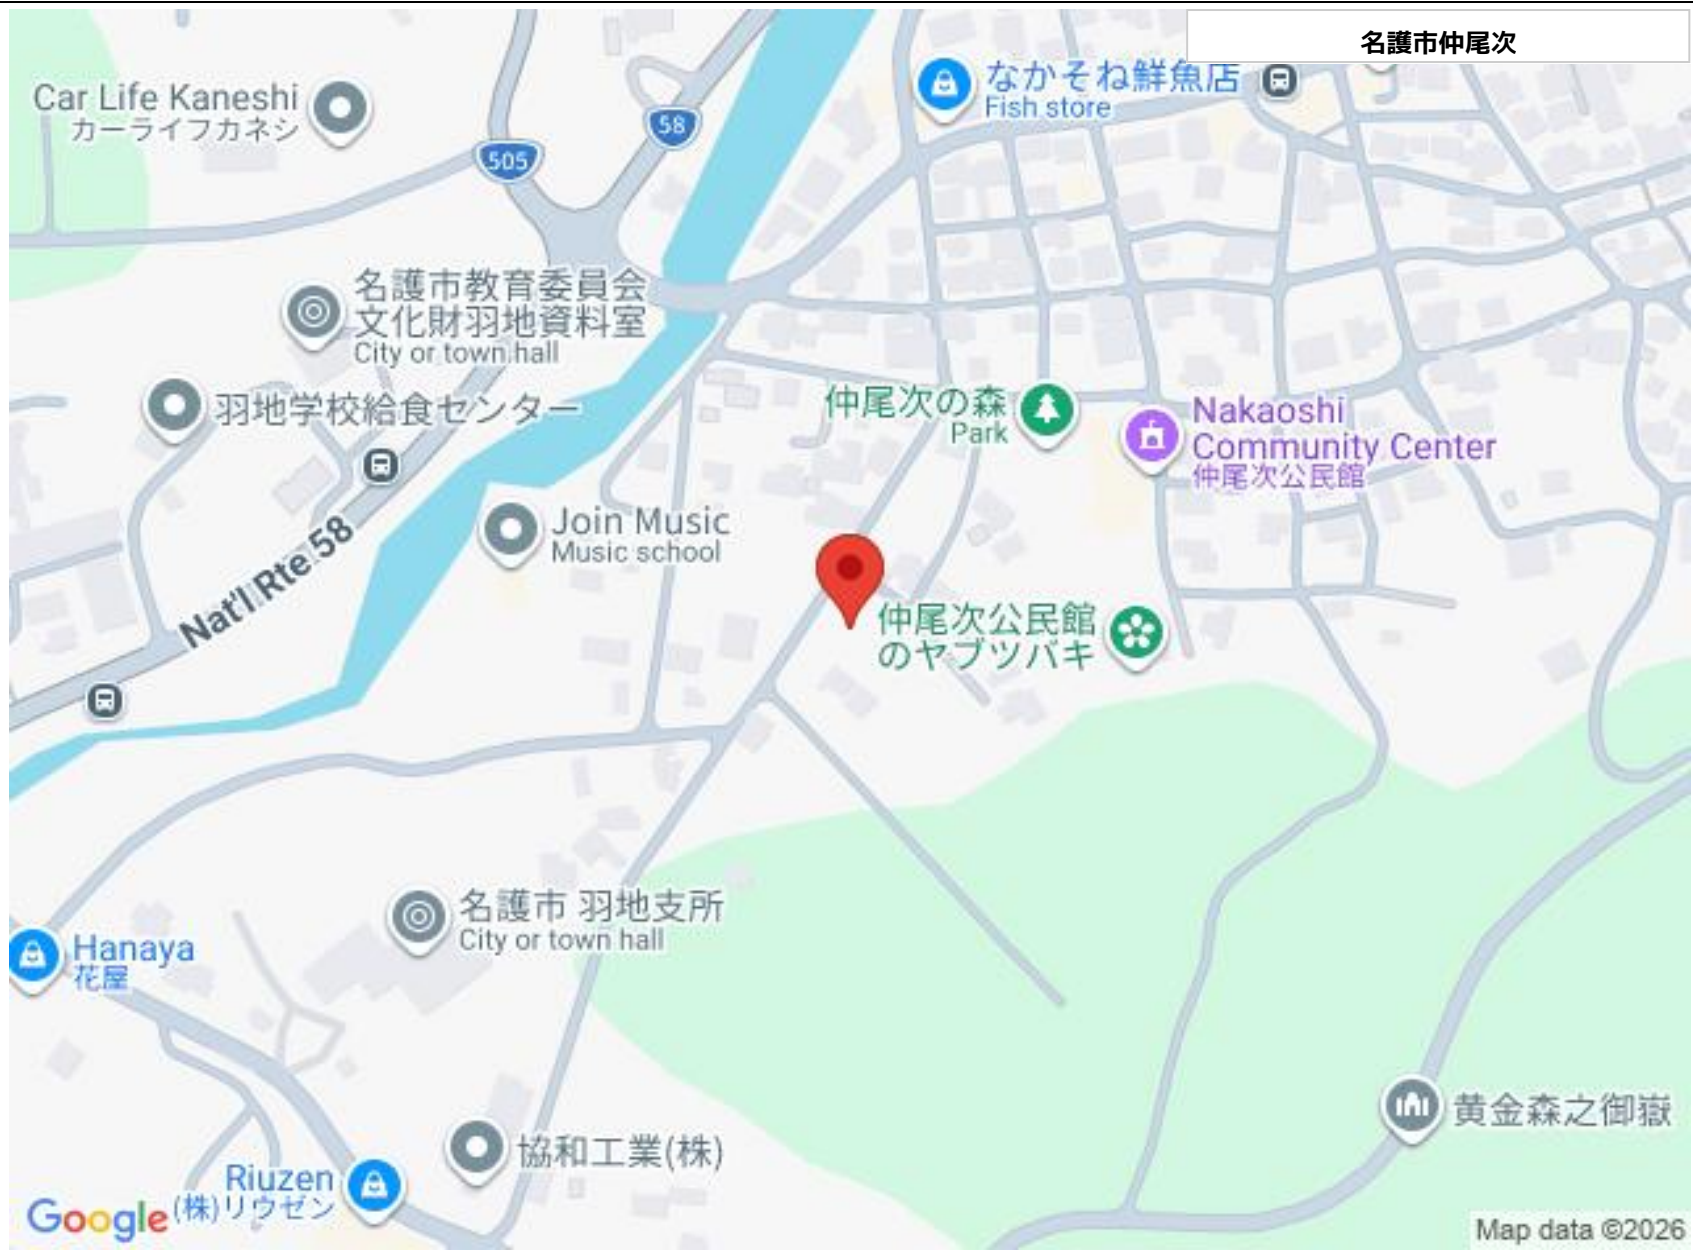 名護市仲尾次
Car Life Kaneshi
カーライフカネシ
なかそね鮮魚店
Fish store
58
505
名護市教育委員会
文化財羽地資料室
City or town hall
羽地学校給食センター
仲尾次の森
Park
Nakaoshi
Community Center
仲尾次公民館
Join Music
Music school
Nat'l Rte 58
仲尾次公民館
のヤブツバキ
名護市 羽地支所
City or town hall
Hanaya
花屋
黄金森之御嶽
協和工業(株)
Riuzen
(株)リウゼン
Google
Map data ©2026